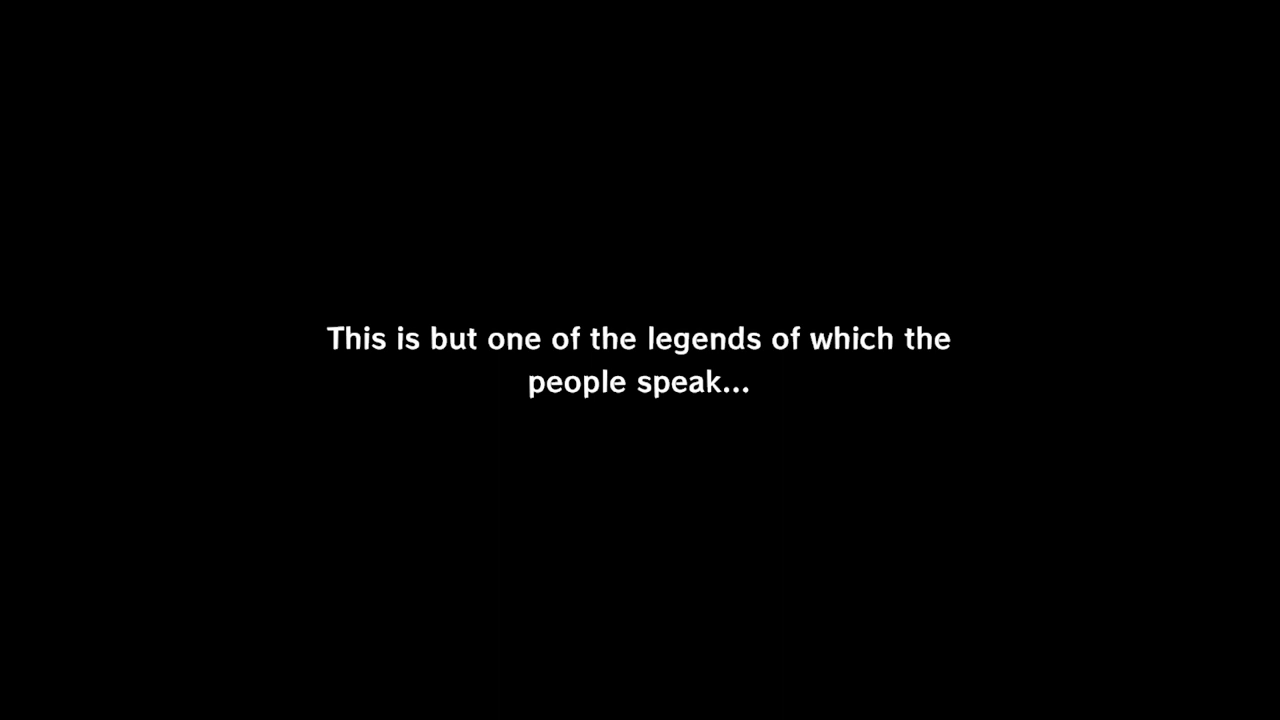 This is but one of the legends of which the
people speak...